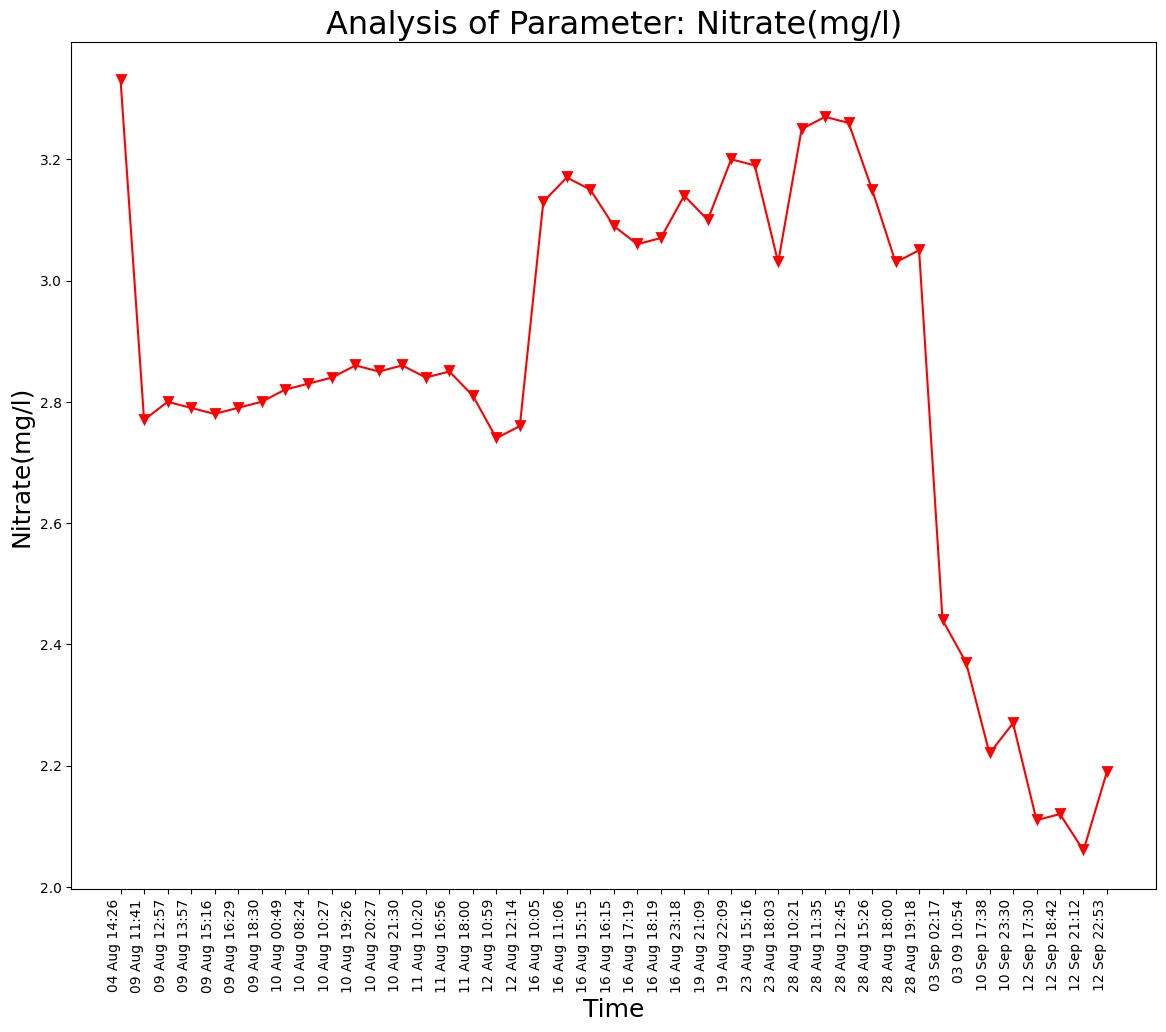 Analysis of Parameter: Nitrate(mg/l)
Nitrate(mg/l)
3.2
3.0
2.8
2.6
2.4
2.2
2.0
04 Aug 14:26
09 Aug 11:41
09 Aug 12:57
09 Aug 13:57
09 Aug 15:16
09 Aug 16:29
09 Aug 18:30
10 Aug 00:49
10 Aug 08:24
10 Aug 10:27
10 Aug 19:26
10 Aug 20:27
10 Aug 21:30
11 Aug 10:20
11 Aug 16:56
11 Aug 18:00
12 Aug 10:59
12 Aug 12:14
16 Aug 10:05
16 Aug 11:06
16 Aug 15:15
16 Aug 16:15
16 Aug 17:19
16 Aug 18:19
16 Aug 23:18
19 Aug 21:09
19 Aug 22:09
23 Aug 15:16
23 Aug 18:03
28 Aug 10:21
28 Aug 11:35
28 Aug 12:45
28 Aug 15:26
28 Aug 18:00
28 Aug 19:18
03 Sep 02:17
03 09 10:54
10 Sep 17:38
10 Sep 23:30
12 Sep 17:30
12 Sep 18:42
12 Sep 21:12
12 Sep 22:53
Time